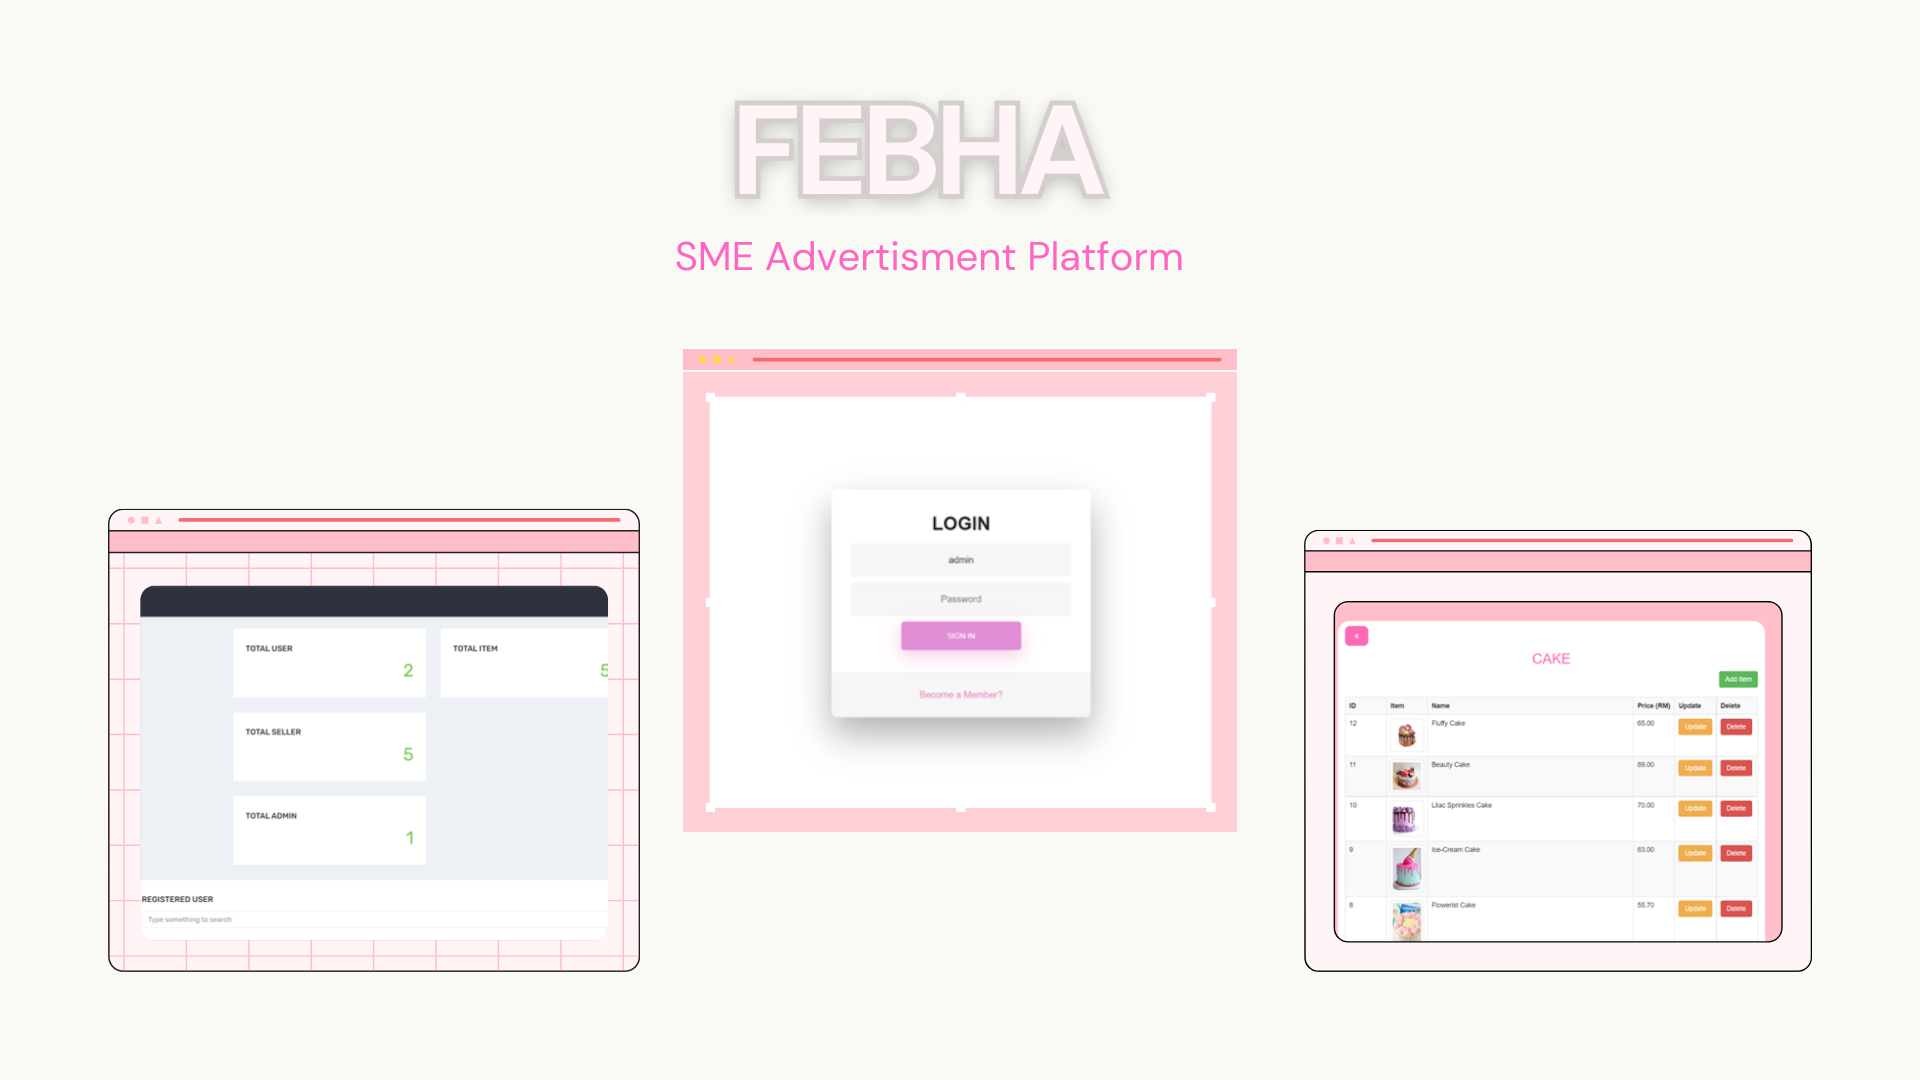 FEBHA
SME Advertisment Platform
LOGIN
admin
Password
SIGN IN
Become a Member?
TOTAL USER
2
TOTAL ITEM
5
TOTAL SELLER
5
TOTAL ADMIN
1
REGISTERED USER
Type something to search
<
CAKE
Add Item
ID Item Name Price (RM) Update Delete
12 Fluffy Cake 65.00 Update Delete
11 Beauty Cake 89.00 Update Delete
10 Lilac Sprinkles Cake 70.00 Update Delete
9 Ice-Cream Cake 63.00 Update Delete
8 Flowerist Cake 55.70 Update Delete